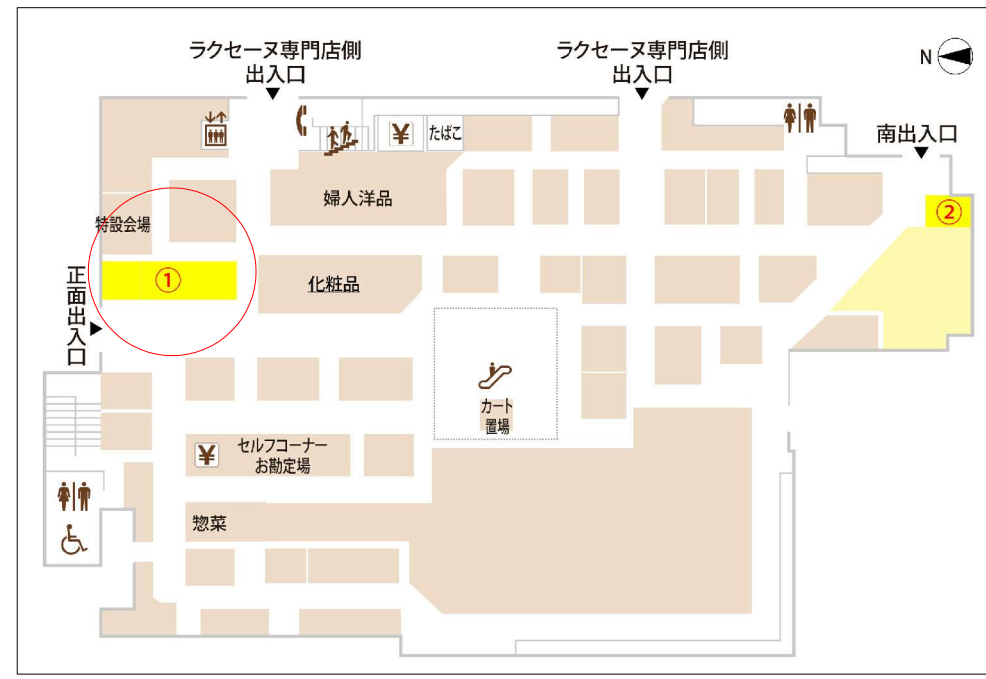 ラクセーヌ専門店側
出入口
ラクセーヌ専門店側
出入口
N
たばこ
¥
南出入口
婦人洋品
特設会場
②
①
化粧品
正面出入口
カート
置場
¥
セルフコーナー
お勘定場
惣菜